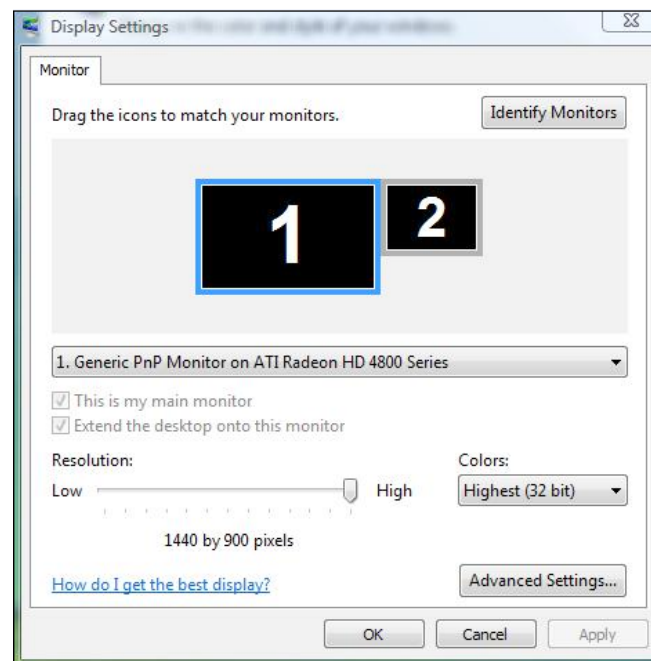 Display Settings
Monitor
Drag the icons to match your monitors.
Identify Monitors
1
2
1. Generic PnP Monitor on ATI Radeon HD 4800 Series
This is my main monitor
Extend the desktop onto this monitor
Resolution:
Colors:
Low
High
Highest (32 bit)
1440 by 900 pixels
How do I get the best display?
Advanced Settings...
OK
Cancel
Apply